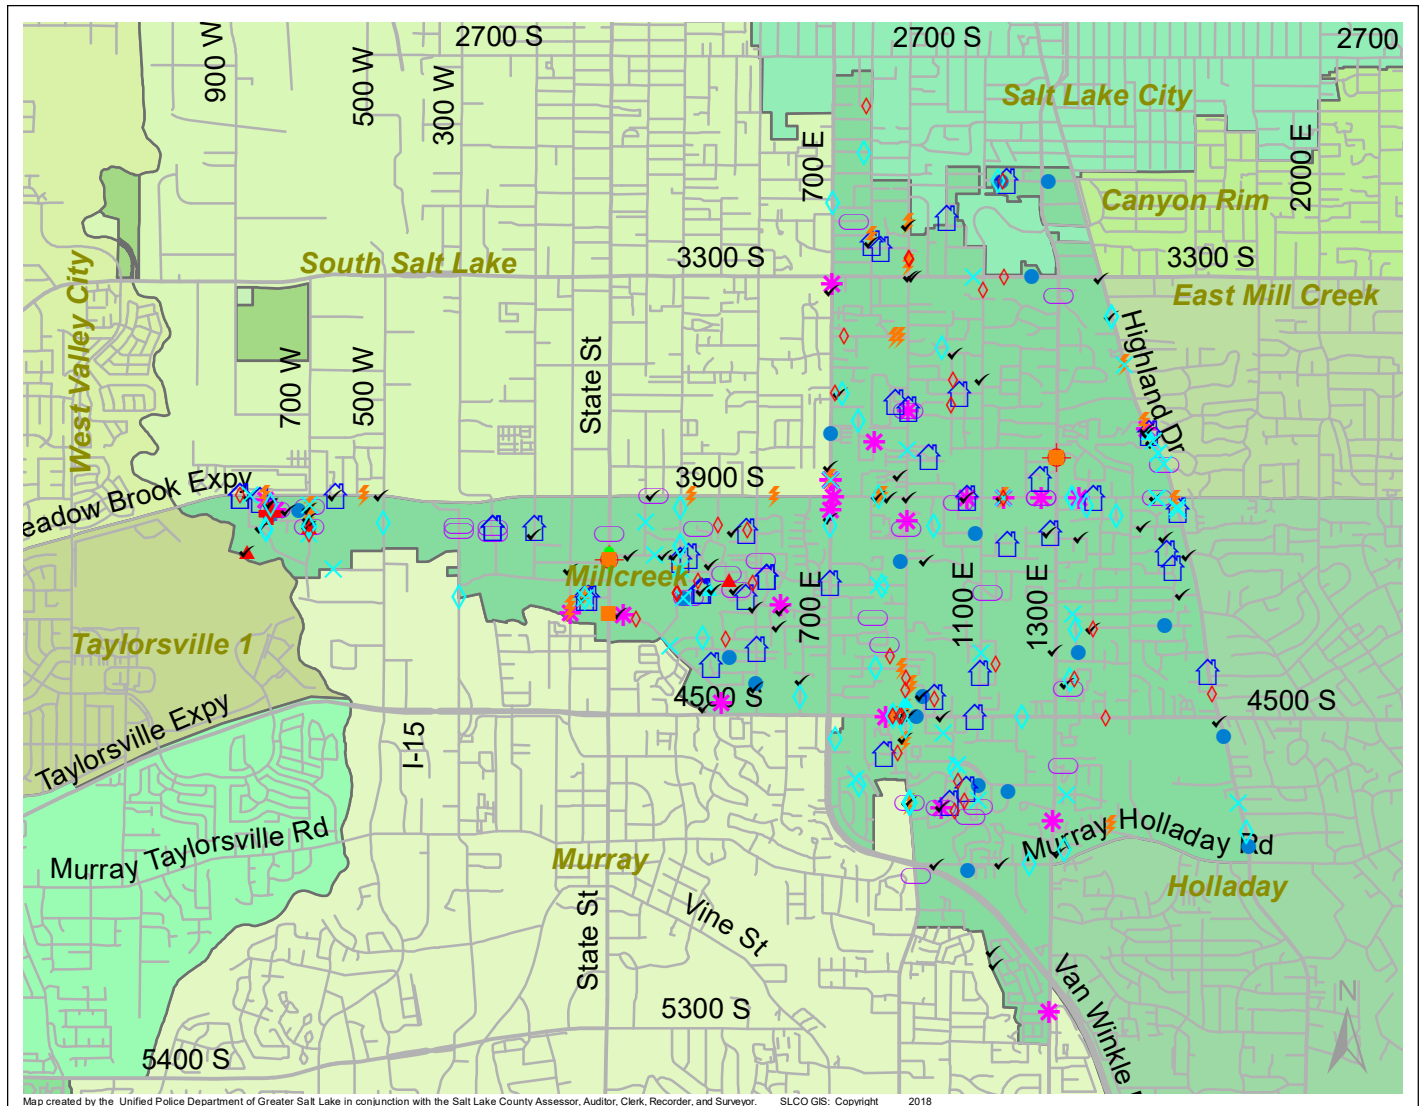 2700 S
2700 S
2700
900 W
500 W
300 W
Salt Lake City
700 E
2000 E
Canyon Rim
South Salt Lake
3300 S
3300 S
East Mill Creek
West Valley City
Highland Dr
700 W
500 W
State St
3900 S
eadow Brook Expy
Millcreek
700 E
1100 E
1300 E
Taylorsville 1
4500 S
4500 S
Taylorsville Expy
I-15
Murray Taylorsville Rd
Murray
Murray Holladay Rd
Holladay
State St
Vine St
Van Winkle
N
5300 S
5400 S
Map created by the Unified Police Department of Greater Salt Lake in conjunction with the Salt Lake County Assessor, Auditor, Clerk, Recorder, and Surveyor. SLCO GIS: Copyright 2018